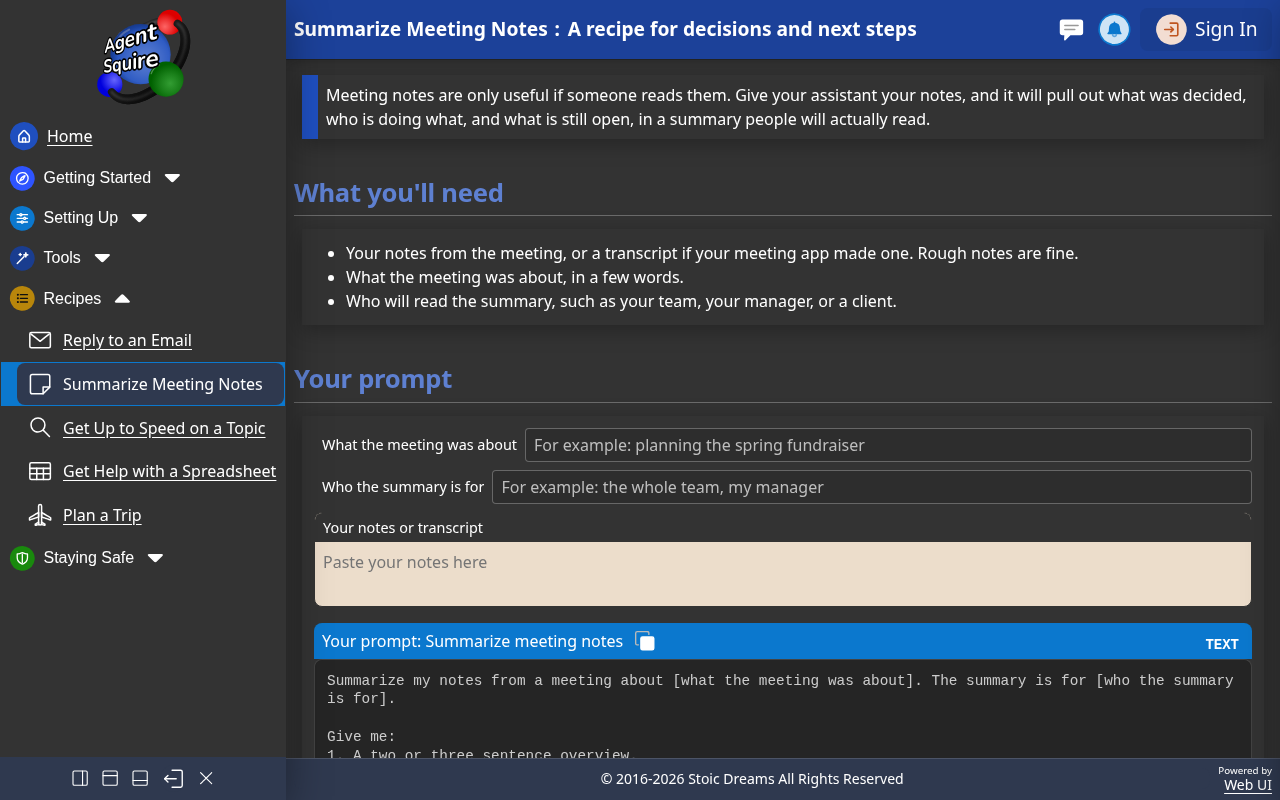 Agent
Squire
Home
Getting Started
Setting Up
Tools
Recipes
Reply to an Email
Summarize Meeting Notes
Get Up to Speed on a Topic
Get Help with a Spreadsheet
Plan a Trip
Staying Safe
Summarize Meeting Notes : A recipe for decisions and next steps
Sign In
Meeting notes are only useful if someone reads them. Give your assistant your notes, and it will pull out what was decided,
who is doing what, and what is still open, in a summary people will actually read.
What you'll need
Your notes from the meeting, or a transcript if your meeting app made one. Rough notes are fine.
What the meeting was about, in a few words.
Who will read the summary, such as your team, your manager, or a client.
Your prompt
What the meeting was about For example: planning the spring fundraiser
Who the summary is for For example: the whole team, my manager
Your notes or transcript
Paste your notes here
Your prompt: Summarize meeting notes TEXT
Summarize my notes from a meeting about [what the meeting was about]. The summary is for [who the summary
is for].
Give me:
1. A two or three sentence overview.
© 2016-2026 Stoic Dreams All Rights Reserved
Powered by
Web UI